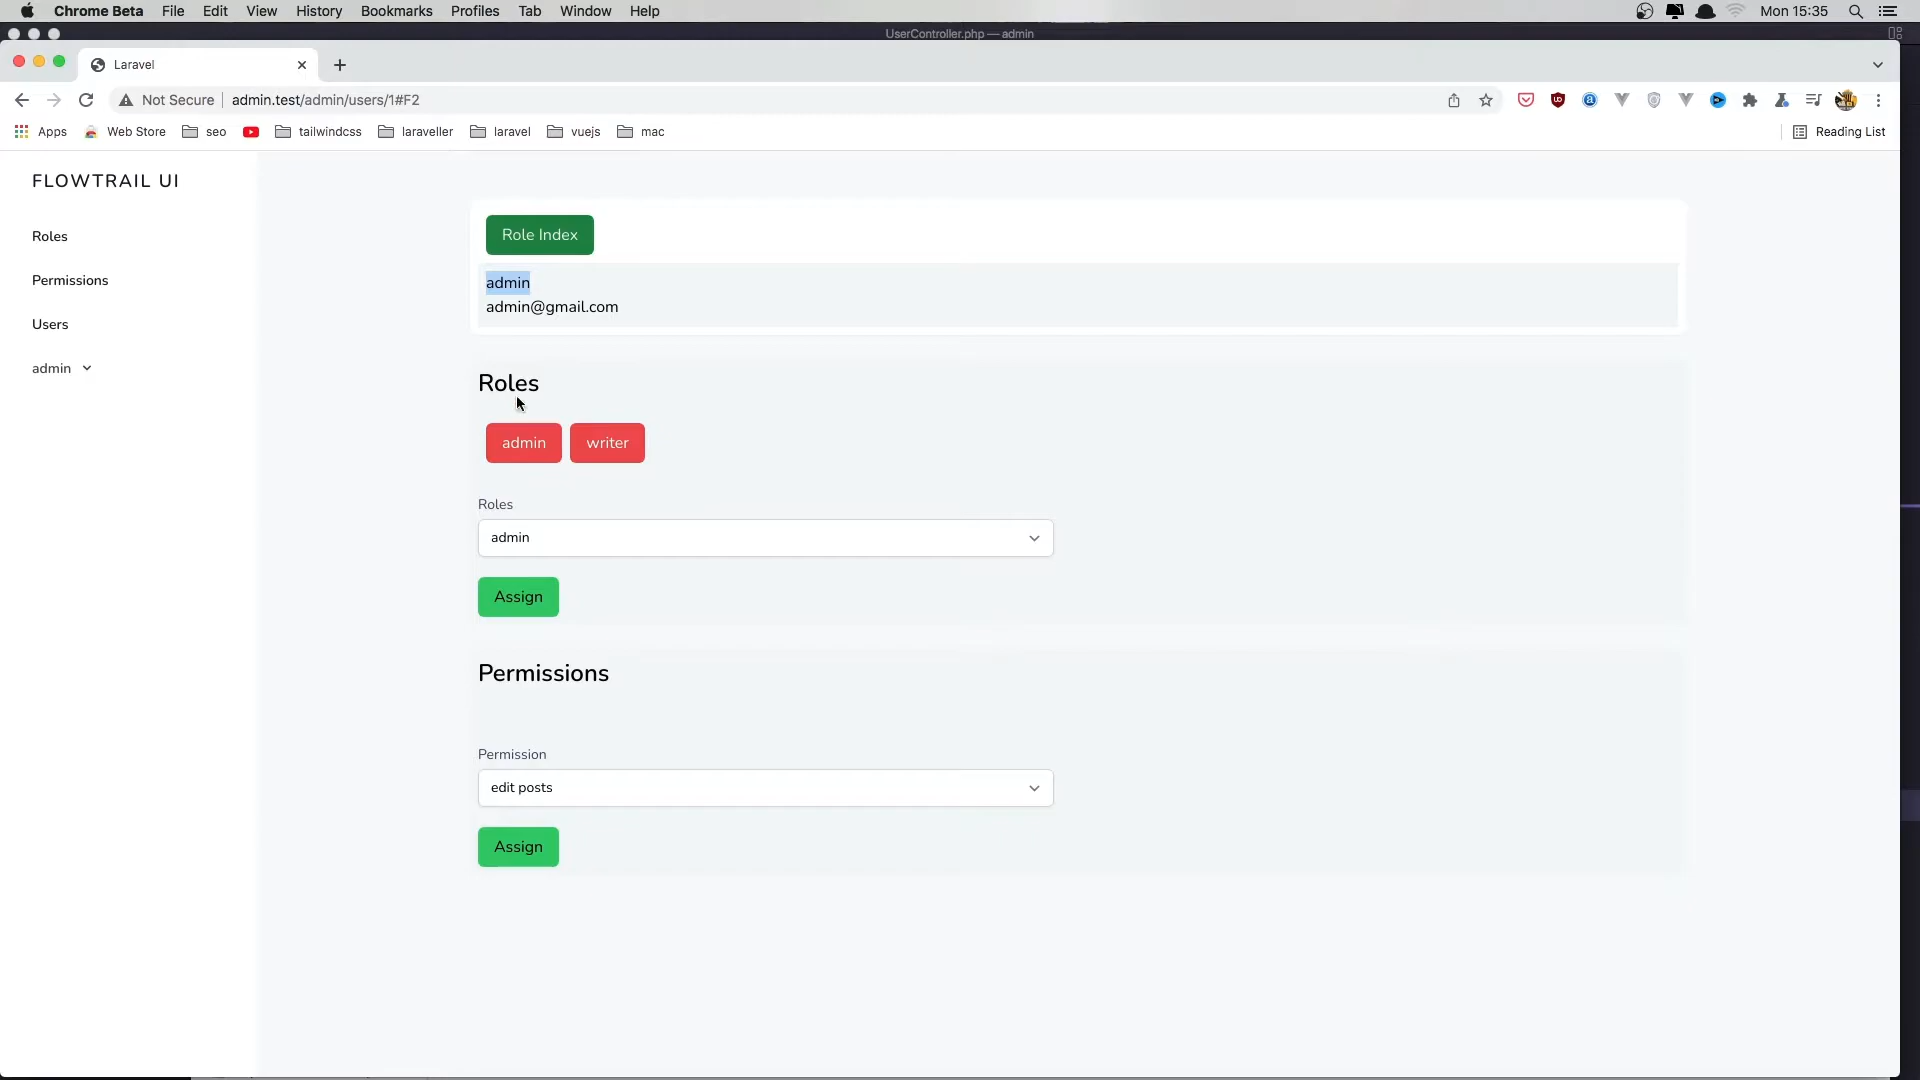 Chrome Beta File Edit View History Bookmarks Profiles Tab Window Help Mon 15:35
UserController.php — admin
Laravel
Not Secure admin.test/admin/users/1#F2
Apps Web Store seo tailwindcss laraveller laravel vuejs mac Reading List
FLOWTRAIL UI
Roles
Permissions
Users
admin
Role Index
admin
admin@gmail.com
Roles
admin writer
Roles
admin
Assign
Permissions
Permission
edit posts
Assign